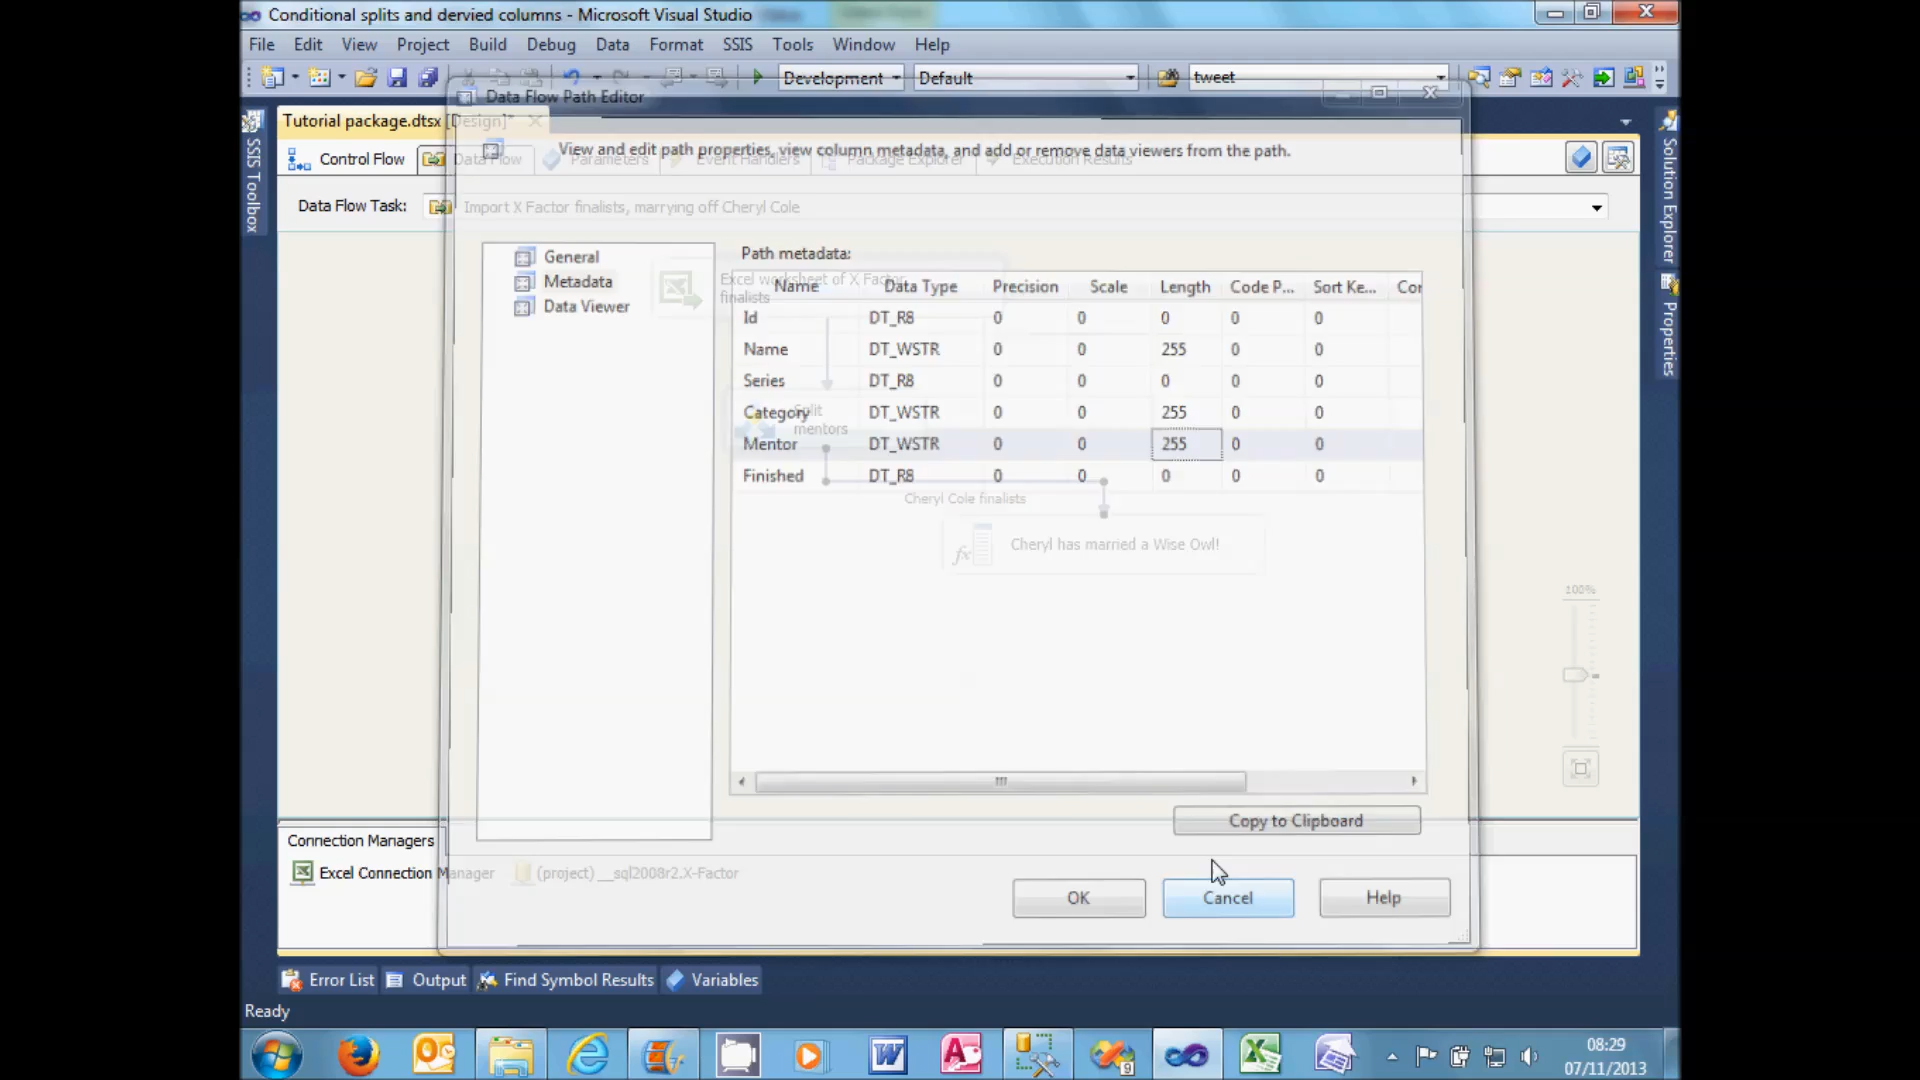 Conditional splits and dervied columns - Microsoft Visual Studio
File Edit View Project Build Debug Data Format SSIS Tools Window Help
Development Default tweet
Data Flow Path Editor
Tutorial package.dtsx [Design]*
View and edit path properties, view column metadata, and add or remove data viewers from the path.
Control Flow Data Flow Parameters Event Handlers Package Explorer Execution Results
SSIS Toolbox
Solution Explorer
Properties
Data Flow Task: Import X Factor finalists, marrying off Cheryl Cole
General
Metadata
Data Viewer
Path metadata:
Excel worksheet of X Factor
finalists
Name Data Type Precision Scale Length Code P... Sort Ke... Cor
Id DT_R8 0 0 0 0 0
Name DT_WSTR 0 0 255 0 0
Series DT_R8 0 0 0 0 0
Category DT_WSTR 0 0 255 0 0
Split
mentors
Mentor DT_WSTR 0 0 255 0 0
Finished DT_R8 0 0 0 0 0
Cheryl Cole finalists
Cheryl has married a Wise Owl!
100%
Copy to Clipboard
Connection Managers
Excel Connection Manager (project) __sql2008r2.X-Factor
OK Cancel Help
Error List Output Find Symbol Results Variables
Ready
9
08:29
07/11/2013